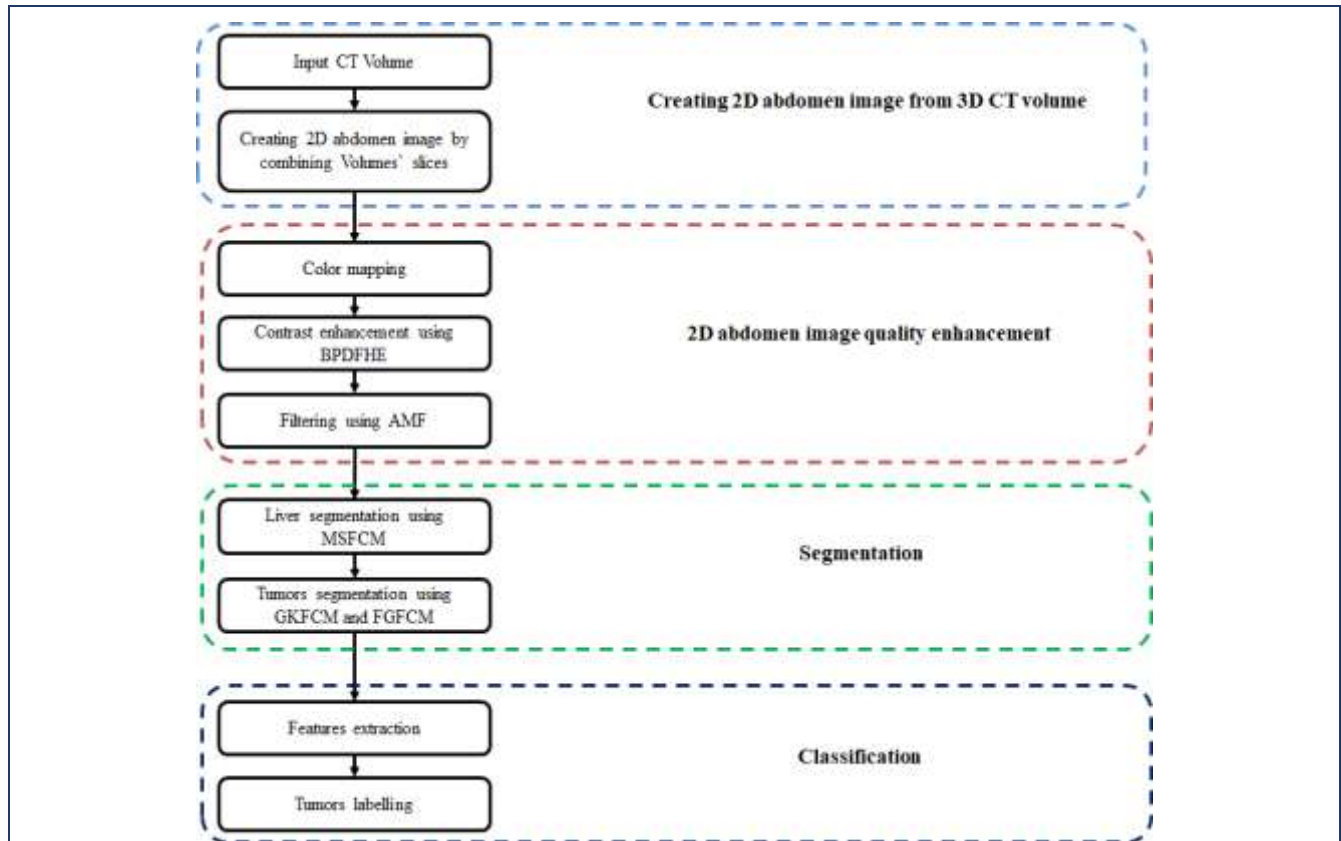 Input CT Volume
Creating 2D abdomen image from 3D CT volume
Creating 2D abdomen image by
combining Volumes` slices
Color mapping
Contrast enhancement using
BPDFHE
2D abdomen image quality enhancement
Filtering using AMF
Liver segmentation using
MSFCM
Segmentation
Tumors segmentation using
GKFCM and FGFCM
Features extraction
Classification
Tumors labelling